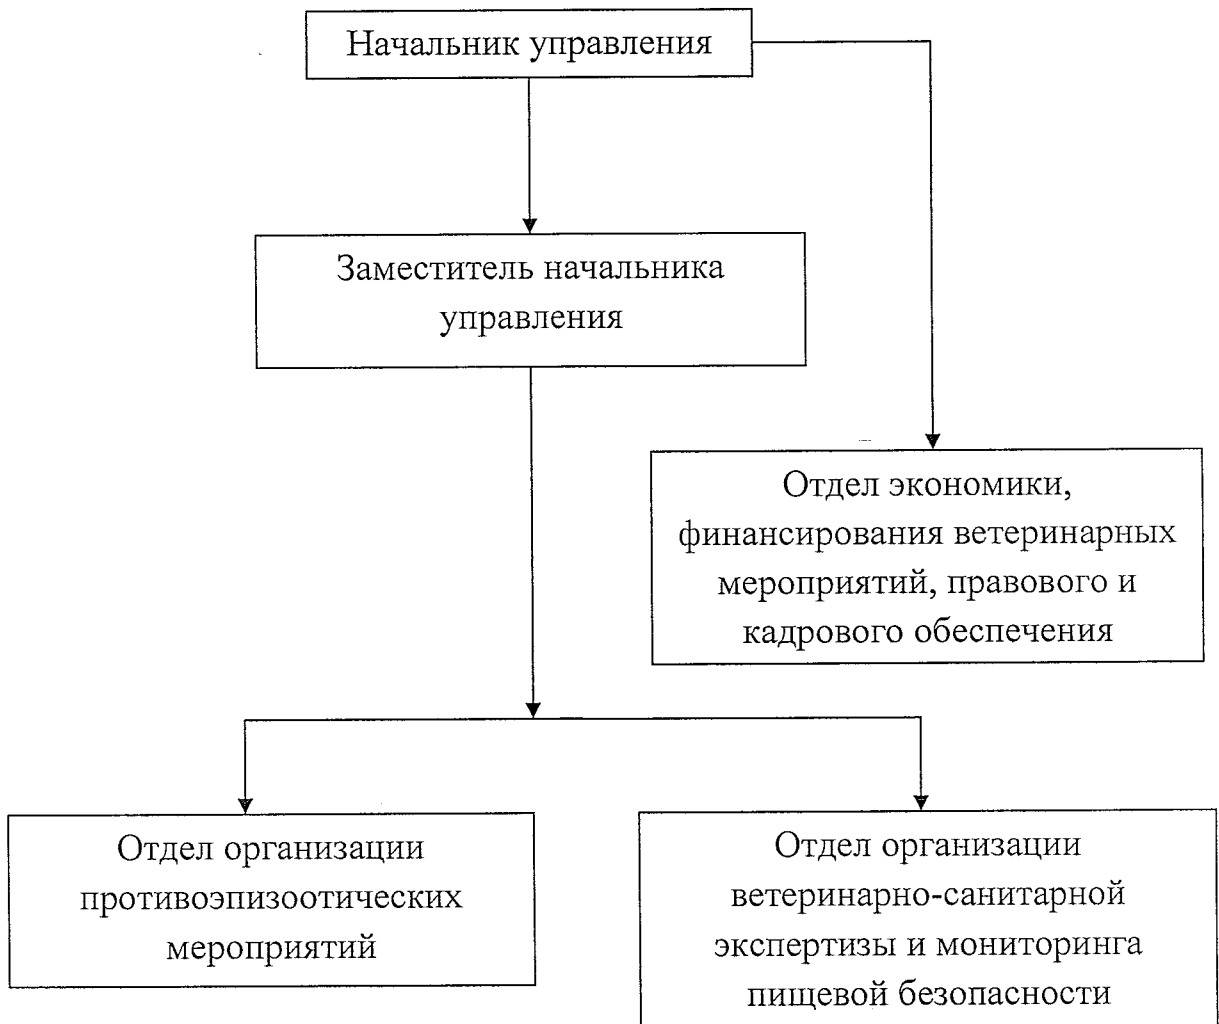 Начальник управления
Заместитель начальника
управления
Отдел экономики,
финансирования ветеринарных
мероприятий, правового и
кадрового обеспечения
Отдел организации
противоэпизоотических
мероприятий
Отдел организации
ветеринарно-санитарной
экспертизы и мониторинга
пищевой безопасности